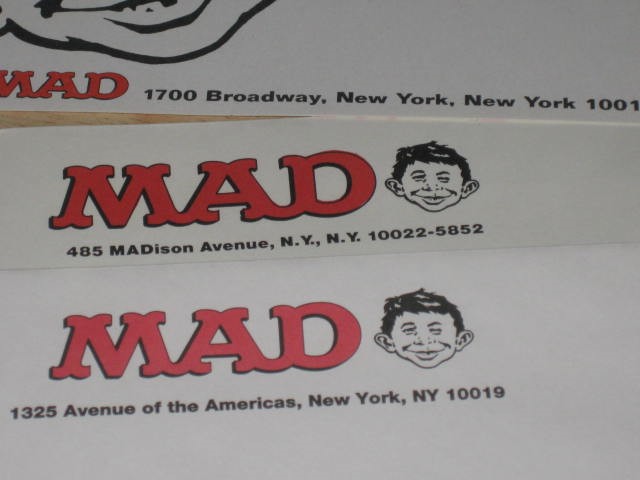 MAD 1700 Broadway, New York, New York 1001
MAD
485 MADison Avenue, N.Y., N.Y. 10022-5852
MAD
1325 Avenue of the Americas, New York, NY 10019